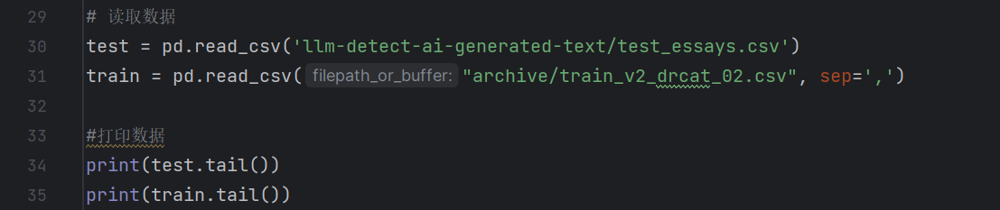 29 # 读取数据
30 test = pd.read_csv('llm-detect-ai-generated-text/test_essays.csv')
31 train = pd.read_csv( filepath_or_buffer: "archive/train_v2_drcat_02.csv", sep=',')
32
33 #打印数据
34 print(test.tail())
35 print(train.tail())